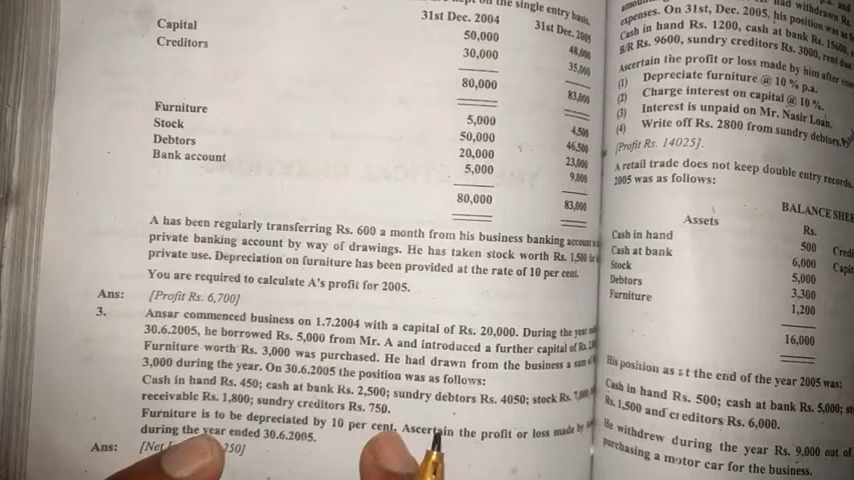 the single entry basis.
31st Dec. 2004 31st Dec. 2005
Capital 50,000 48,000
Creditors 30,000 35,000
80,000 83,000
Furniture 5,000 4,500
Stock 50,000 46,500
Debtors 20,000 23,000
Bank account 5,000 9,000
80,000 83,000
A has been regularly transferring Rs. 600 a month from his business banking account
private banking account by way of drawings. He has taken stock worth Rs. 1,500
private use. Depreciation on furniture has been provided at the rate of 10 per cent.
You are required to calculate A's profit for 2005.
Ans: [Profit Rs. 6,700]
3. Ansar commenced business on 1.7.2004 with a capital of Rs. 20,000. During the year
30.6.2005, he borrowed Rs. 5,000 from Mr. A and introduced a further capital of Rs.
Furniture worth Rs. 3,000 was purchased. He had drawn from the business a sum of
3,000 during the year. On 30.6.2005 the position was as follows:
Cash in hand Rs. 450; cash at bank Rs. 2,500; sundry debtors Rs. 4050; stock Rs.
receivable Rs. 1,800; sundry creditors Rs. 750.
Furniture is to be depreciated by 10 per cent. Ascertain the profit or loss made by
during the year ended 30.6.2005.
Ans: [Net 250]
had withdrawn Rs.
expenses. On 31st, Dec. 2005, his position was as
Cash in hand Rs. 1200, cash at bank Rs. 15600,
B/R Rs. 9600, sundry creditors Rs. 3000, rent due
Ascertain the profit or loss made by him after
(1) Depreciate furniture @ 10 % p.a.
(2) Charge interest on capital @ 10 %.
(3) Interest is unpaid on Mr. Nasir Loan.
(4) Write off Rs. 2800 from sundry debtors,
[Profit Rs. 14025].
A retail trade does not keep double entry records.
2005 was as follows:
BALANCE SHEE
Assets Rs.
Cash in hand 500 Credi
Cash at bank 6,000 Capit
Stock 5,000
Debtors 3,300
Furniture 1,200
16,000
His position as at the end of the year 2005 was:
Cash in hand Rs. 500; cash at bank Rs. 5,000;
Rs. 1,500 and creditors Rs. 6,000.
He withdrew during the year Rs. 9,000 out of
purchasing a motor car for the business.